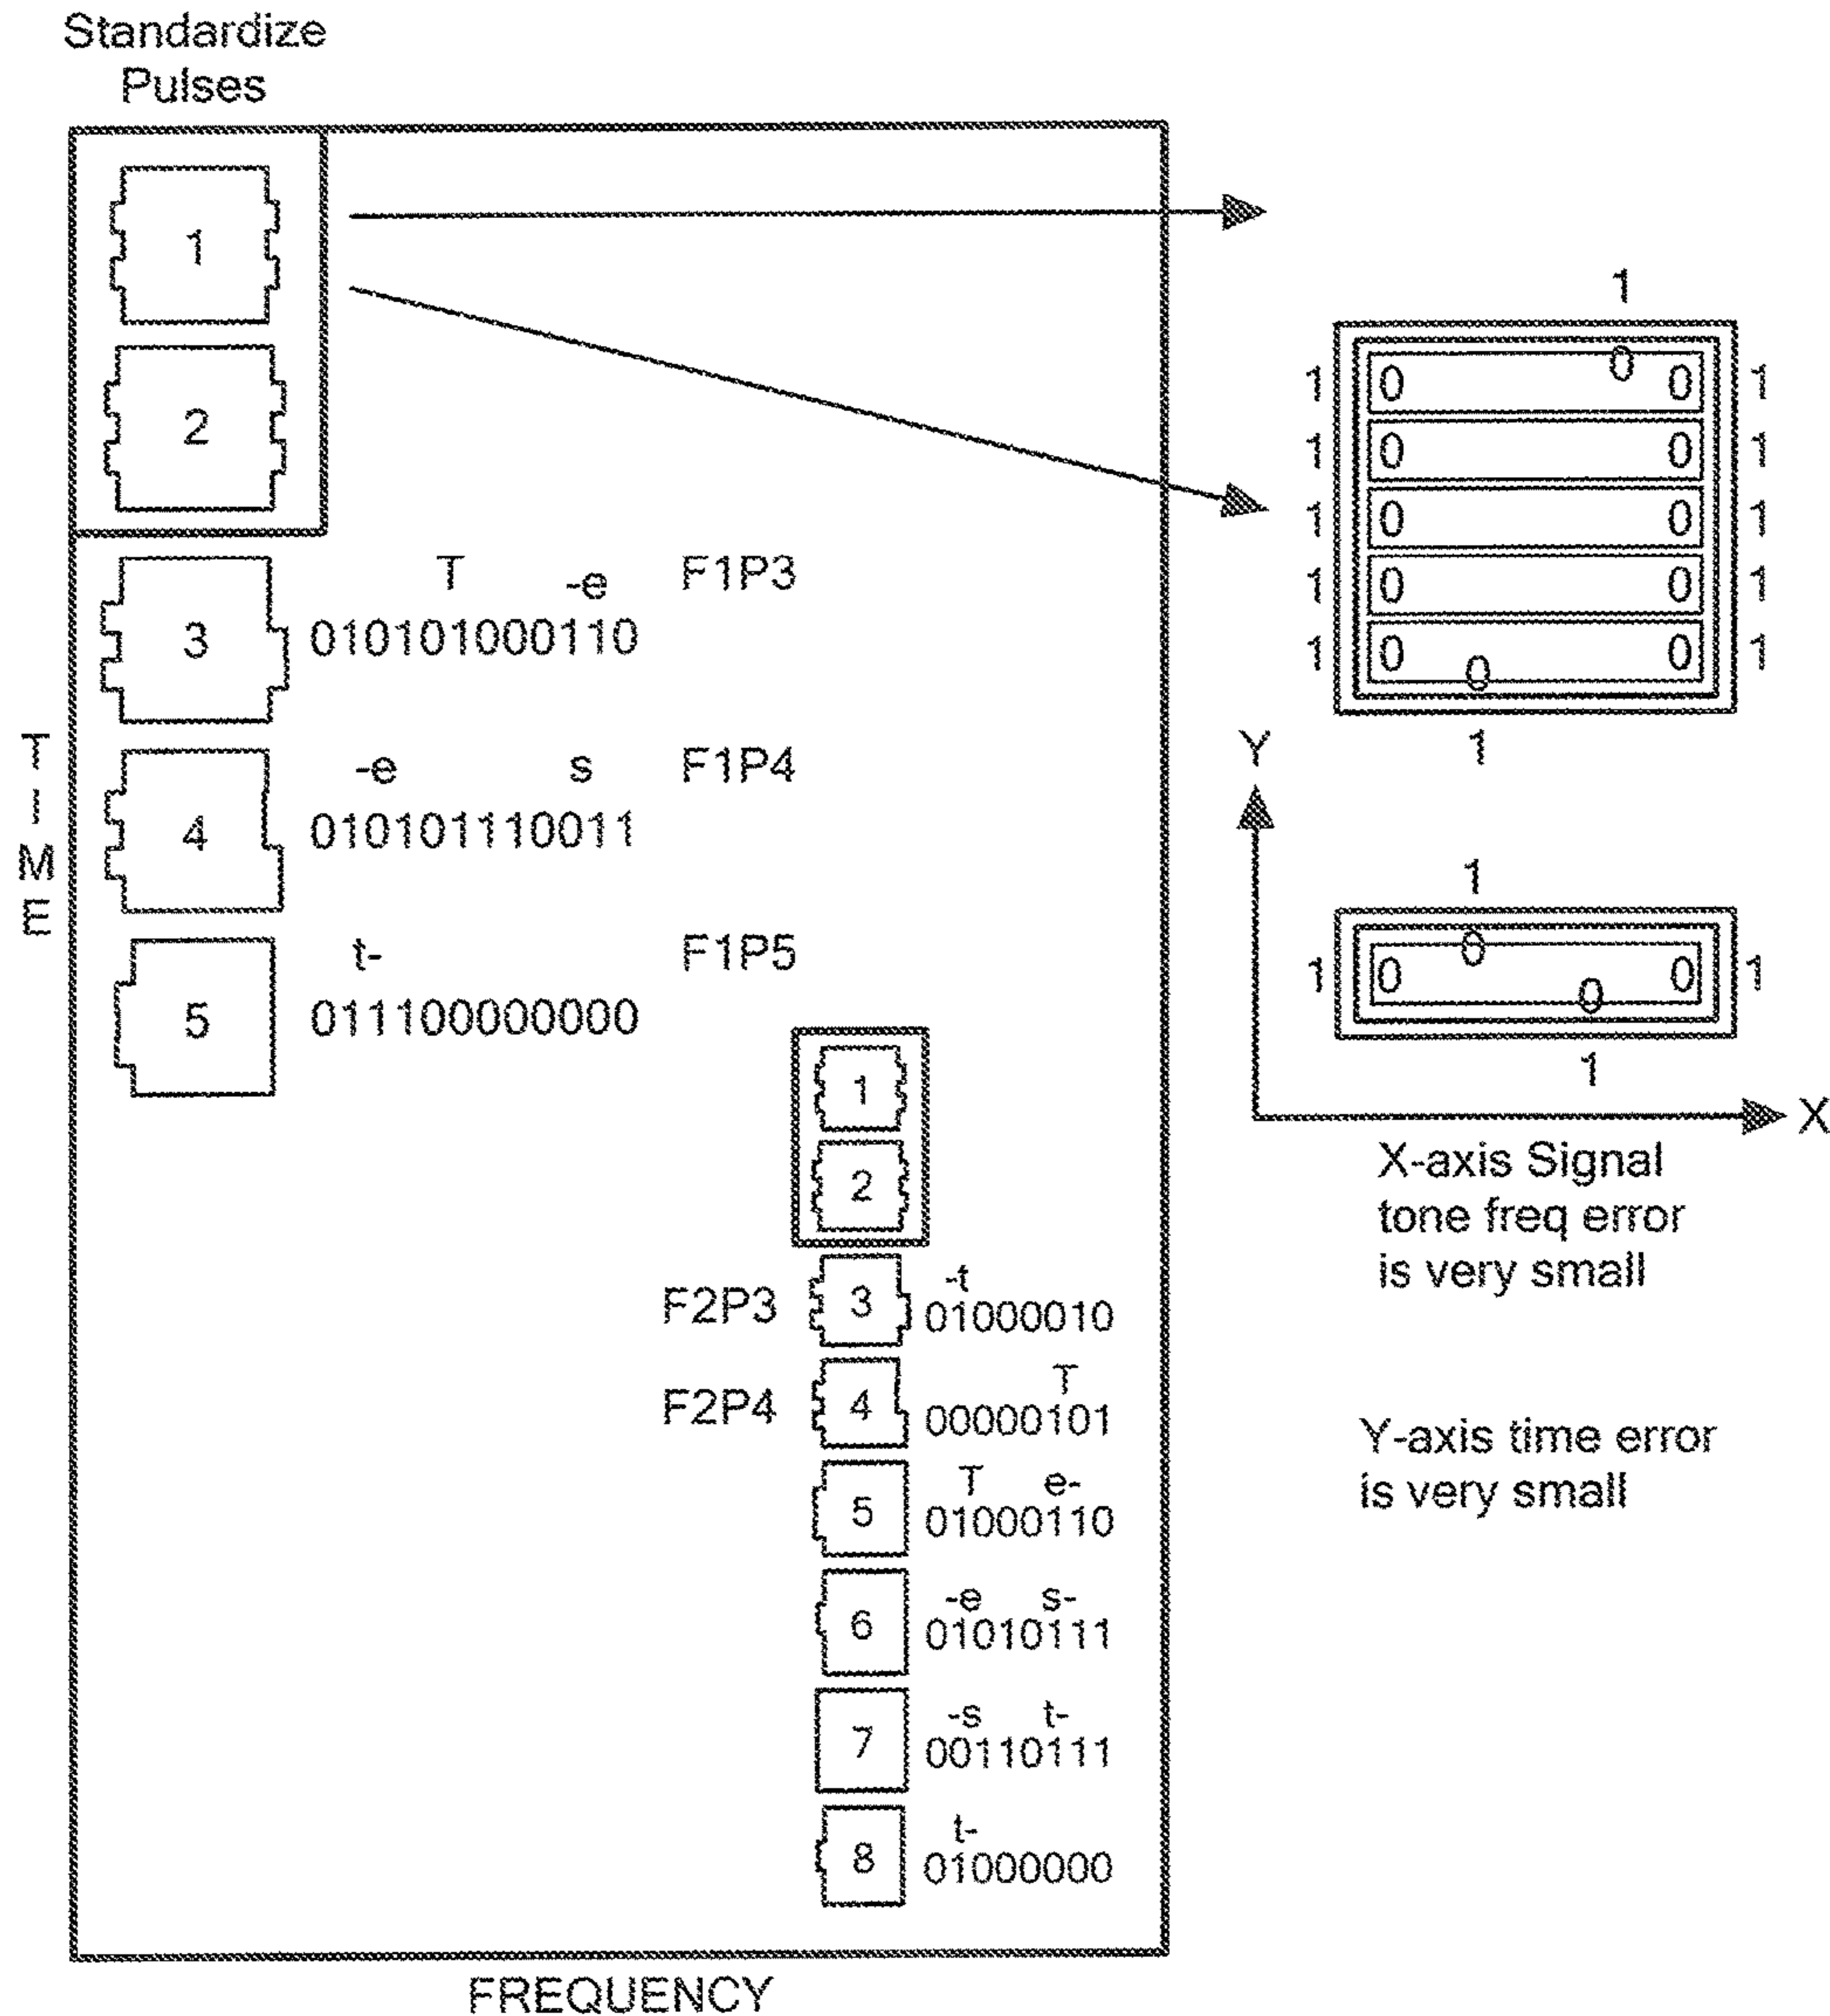 Standardize
Pulses
1
2
3
T -e F1P3
010101000110
4
-e s F1P4
010101110011
5
t- F1P5
011100000000
TIME
1
2
F2P3 3 -t
01000010
F2P4 4 T
00000101
5 T e-
01000110
6 -e s-
01010111
7 -s t-
00110111
8 t-
01000000
FREQUENCY
1
0
1 0 0 1
1 0 0 1
1 0 0 1
1 0 0 1
1 0 0 1
0
1
Y
1
0
1 0 0 1
0
1
X
X-axis Signal
tone freq error
is very small
Y-axis time error
is very small